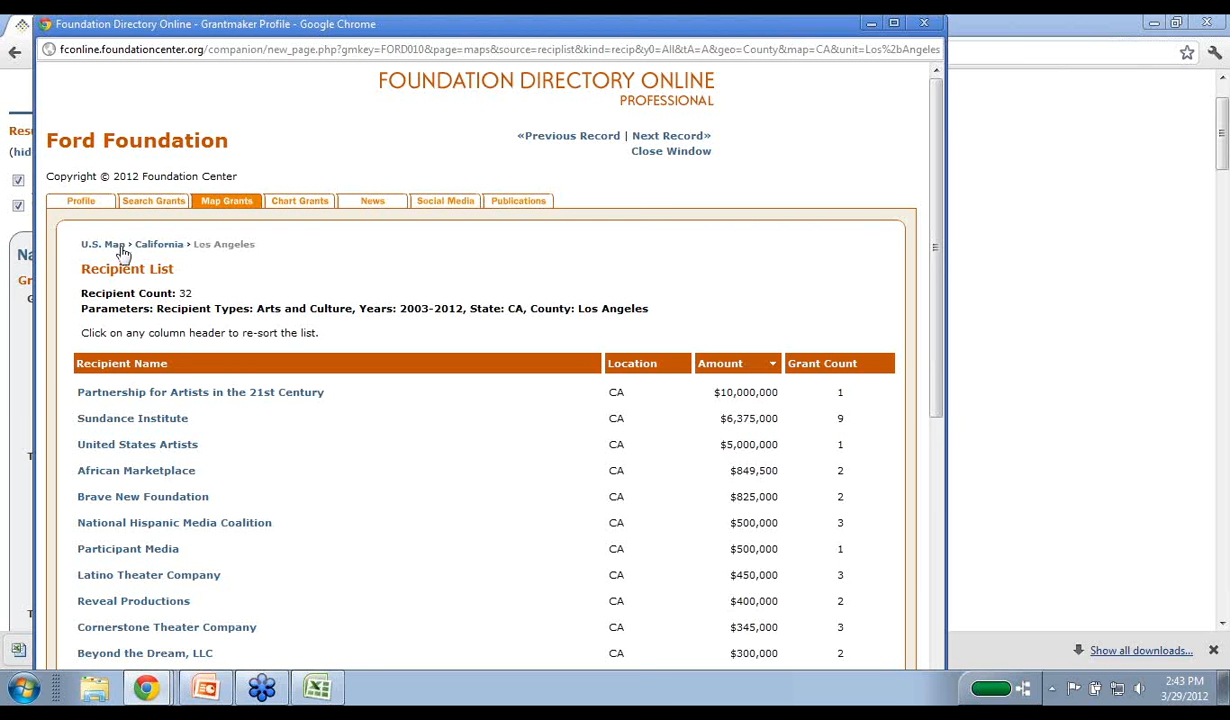 Foundation Directory Online - Grantmaker Profile - Google Chrome
fconline.foundationcenter.org/companion/new_page.php?gmkey=FORD010&page=maps&source=reciplist&kind=recip&y0=All&tA=A&geo=County&map=CA&unit=Los%2bAngeles
FOUNDATION DIRECTORY ONLINE
PROFESSIONAL
Ford Foundation
«Previous Record | Next Record»
Close Window
Copyright © 2012 Foundation Center
Profile Search Grants Map Grants Chart Grants News Social Media Publications
U.S. Map › California › Los Angeles
Recipient List
Recipient Count: 32
Parameters: Recipient Types: Arts and Culture, Years: 2003-2012, State: CA, County: Los Angeles
Click on any column header to re-sort the list.
Recipient Name Location Amount Grant Count
Partnership for Artists in the 21st Century CA $10,000,000 1
Sundance Institute CA $6,375,000 9
United States Artists CA $5,000,000 1
African Marketplace CA $849,500 2
Brave New Foundation CA $825,000 2
National Hispanic Media Coalition CA $500,000 3
Participant Media CA $500,000 1
Latino Theater Company CA $450,000 3
Reveal Productions CA $400,000 2
Cornerstone Theater Company CA $345,000 3
Beyond the Dream, LLC CA $300,000 2
Show all downloads...
2:43 PM
3/29/2012